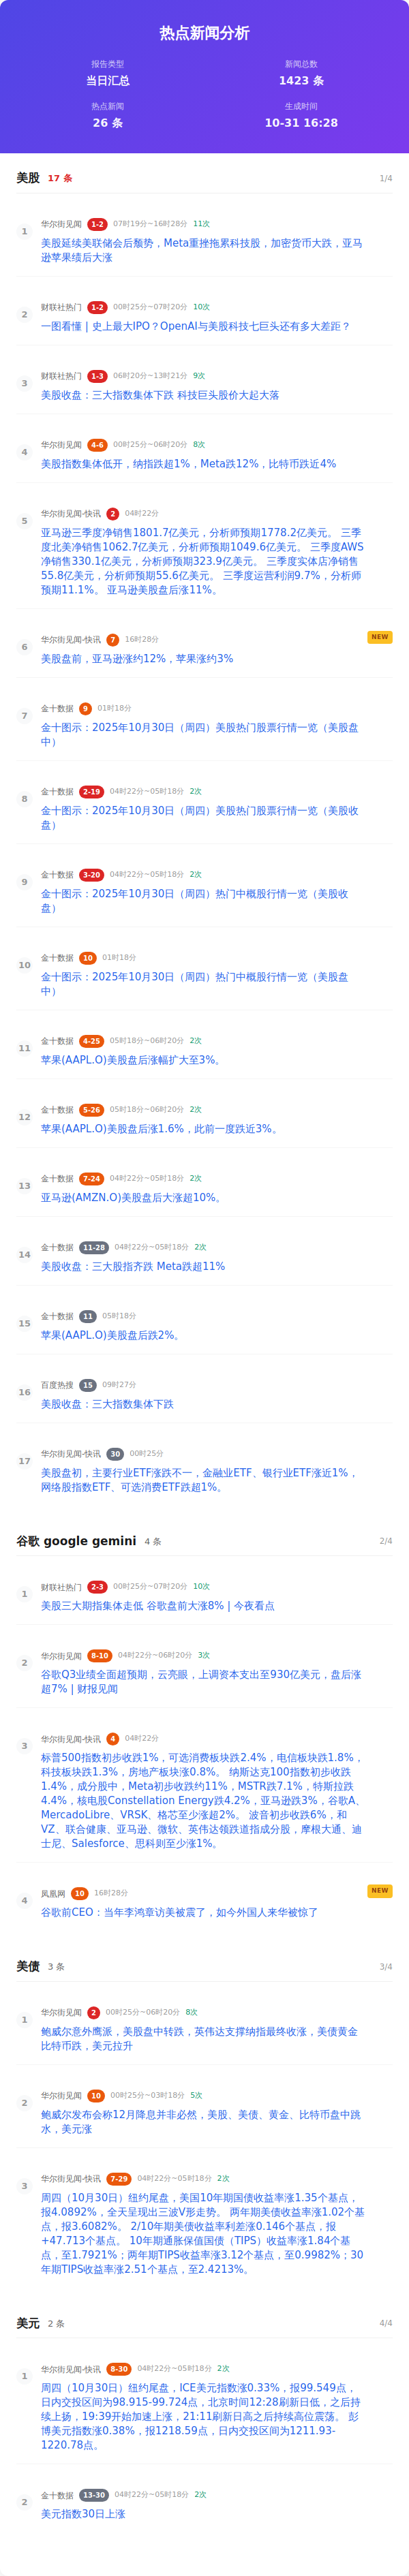 热点新闻分析
报告类型
当日汇总
新闻总数
1423 条
热点新闻
26 条
生成时间
10-31 16:28
美股 17 条 1/4
1
华尔街见闻 1-2 07时19分~16时28分 11次
美股延续美联储会后颓势，Meta重挫拖累科技股，加密货币大跌，亚马
逊苹果绩后大涨
2
财联社热门 1-2 00时25分~07时20分 10次
一图看懂 | 史上最大IPO？OpenAI与美股科技七巨头还有多大差距？
3
财联社热门 1-3 06时20分~13时21分 9次
美股收盘：三大指数集体下跌 科技巨头股价大起大落
4
华尔街见闻 4-6 00时25分~06时20分 8次
美股指数集体低开，纳指跌超1%，Meta跌12%，比特币跌近4%
5
华尔街见闻-快讯 2 04时22分
亚马逊三季度净销售1801.7亿美元，分析师预期1778.2亿美元。 三季
度北美净销售1062.7亿美元，分析师预期1049.6亿美元。 三季度AWS
净销售330.1亿美元，分析师预期323.9亿美元。 三季度实体店净销售
55.8亿美元，分析师预期55.6亿美元。 三季度运营利润9.7%，分析师
预期11.1%。 亚马逊美股盘后涨11%。
6
华尔街见闻-快讯 7 16时28分
NEW
美股盘前，亚马逊涨约12%，苹果涨约3%
7
金十数据 9 01时18分
金十图示：2025年10月30日（周四）美股热门股票行情一览（美股盘
中）
8
金十数据 2-19 04时22分~05时18分 2次
金十图示：2025年10月30日（周四）美股热门股票行情一览（美股收
盘）
9
金十数据 3-20 04时22分~05时18分 2次
金十图示：2025年10月30日（周四）热门中概股行情一览（美股收
盘）
10
金十数据 10 01时18分
金十图示：2025年10月30日（周四）热门中概股行情一览（美股盘
中）
11
金十数据 4-25 05时18分~06时20分 2次
苹果(AAPL.O)美股盘后涨幅扩大至3%。
12
金十数据 5-26 05时18分~06时20分 2次
苹果(AAPL.O)美股盘后涨1.6%，此前一度跌近3%。
13
金十数据 7-24 04时22分~05时18分 2次
亚马逊(AMZN.O)美股盘后大涨超10%。
14
金十数据 11-28 04时22分~05时18分 2次
美股收盘：三大股指齐跌 Meta跌超11%
15
金十数据 11 05时18分
苹果(AAPL.O)美股盘后跌2%。
16
百度热搜 15 09时27分
美股收盘：三大指数集体下跌
17
华尔街见闻-快讯 30 00时25分
美股盘初，主要行业ETF涨跌不一，金融业ETF、银行业ETF涨近1%，
网络股指数ETF、可选消费ETF跌超1%。
谷歌 google gemini 4 条 2/4
1
财联社热门 2-3 00时25分~07时20分 10次
美股三大期指集体走低 谷歌盘前大涨8% | 今夜看点
2
华尔街见闻 8-10 04时22分~06时20分 3次
谷歌Q3业绩全面超预期，云亮眼，上调资本支出至930亿美元，盘后涨
超7% | 财报见闻
3
华尔街见闻-快讯 4 04时22分
标普500指数初步收跌1%，可选消费板块跌2.4%，电信板块跌1.8%，
科技板块跌1.3%，房地产板块涨0.8%。 纳斯达克100指数初步收跌
1.4%，成分股中，Meta初步收跌约11%，MSTR跌7.1%，特斯拉跌
4.4%，核电股Constellation Energy跌4.2%，亚马逊跌3%，谷歌A、
MercadoLibre、VRSK、格芯至少涨超2%。 波音初步收跌6%，和
VZ、联合健康、亚马逊、微软、英伟达领跌道指成分股，摩根大通、迪
士尼、Salesforce、思科则至少涨1%。
4
凤凰网 10 16时28分
NEW
谷歌前CEO：当年李鸿章访美被震了，如今外国人来华被惊了
美债 3 条 3/4
1
华尔街见闻 2 00时25分~06时20分 8次
鲍威尔意外鹰派，美股盘中转跌，英伟达支撑纳指最终收涨，美债黄金
比特币跌，美元拉升
2
华尔街见闻 10 00时25分~03时18分 5次
鲍威尔发布会称12月降息并非必然，美股、美债、黄金、比特币盘中跳
水，美元涨
3
华尔街见闻-快讯 7-29 04时22分~05时18分 2次
周四（10月30日）纽约尾盘，美国10年期国债收益率涨1.35个基点，
报4.0892%，全天呈现出三波V形走势。 两年期美债收益率涨1.02个基
点，报3.6082%。 2/10年期美债收益率利差涨0.146个基点，报
+47.713个基点。 10年期通胀保值国债（TIPS）收益率涨1.84个基
点，至1.7921%；两年期TIPS收益率涨3.12个基点，至0.9982%；30
年期TIPS收益率涨2.51个基点，至2.4213%。
美元 2 条 4/4
1
华尔街见闻-快讯 8-30 04时22分~05时18分 2次
周四（10月30日）纽约尾盘，ICE美元指数涨0.33%，报99.549点，
日内交投区间为98.915-99.724点，北京时间12:28刷新日低，之后持
续上扬，19:39开始加速上涨，21:11刷新日高之后持续高位震荡。 彭
博美元指数涨0.38%，报1218.59点，日内交投区间为1211.93-
1220.78点。
2
金十数据 13-30 04时22分~05时18分 2次
美元指数30日上涨